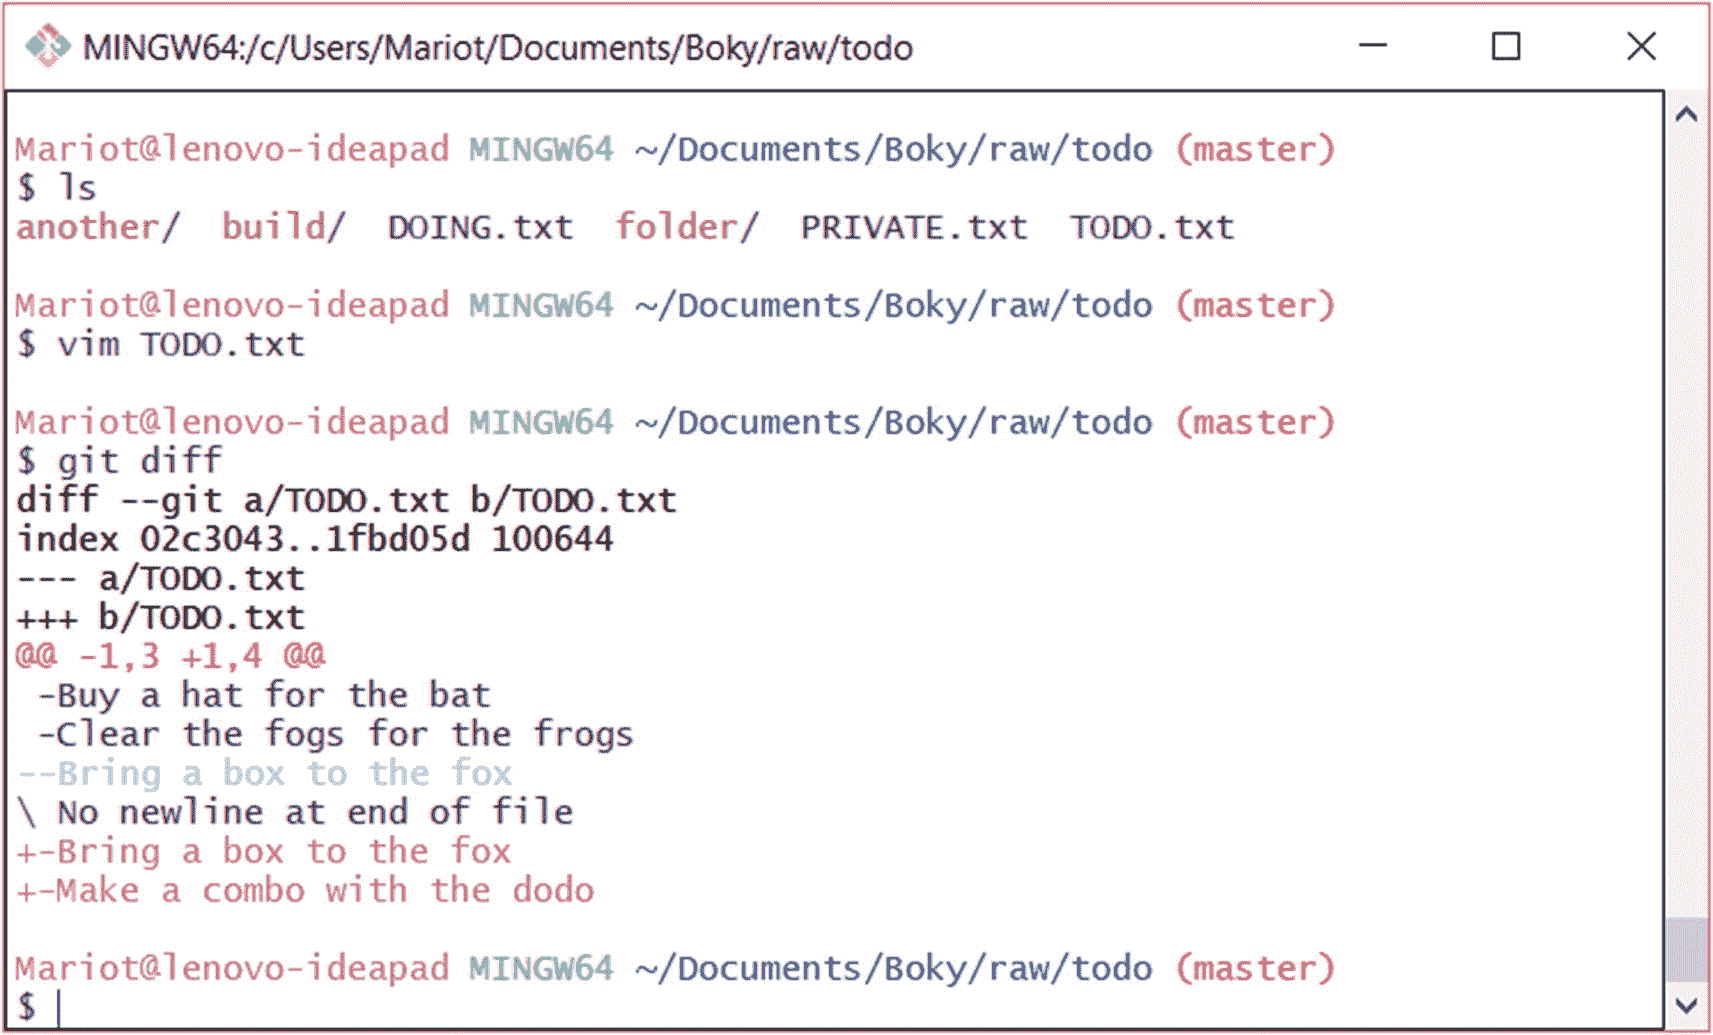 MINGW64:/c/Users/Mariot/Documents/Boky/raw/todo
Mariot@lenovo-ideapad MINGW64 ~/Documents/Boky/raw/todo (master)
$ ls
another/  build/  DOING.txt  folder/  PRIVATE.txt  TODO.txt
Mariot@lenovo-ideapad MINGW64 ~/Documents/Boky/raw/todo (master)
$ vim TODO.txt
Mariot@lenovo-ideapad MINGW64 ~/Documents/Boky/raw/todo (master)
$ git diff
diff --git a/TODO.txt b/TODO.txt
index 02c3043..1fbd05d 100644
--- a/TODO.txt
+++ b/TODO.txt
@@ -1,3 +1,4 @@
 -Buy a hat for the bat
 -Clear the fogs for the frogs
--Bring a box to the fox
\ No newline at end of file
+-Bring a box to the fox
+-Make a combo with the dodo
Mariot@lenovo-ideapad MINGW64 ~/Documents/Boky/raw/todo (master)
$